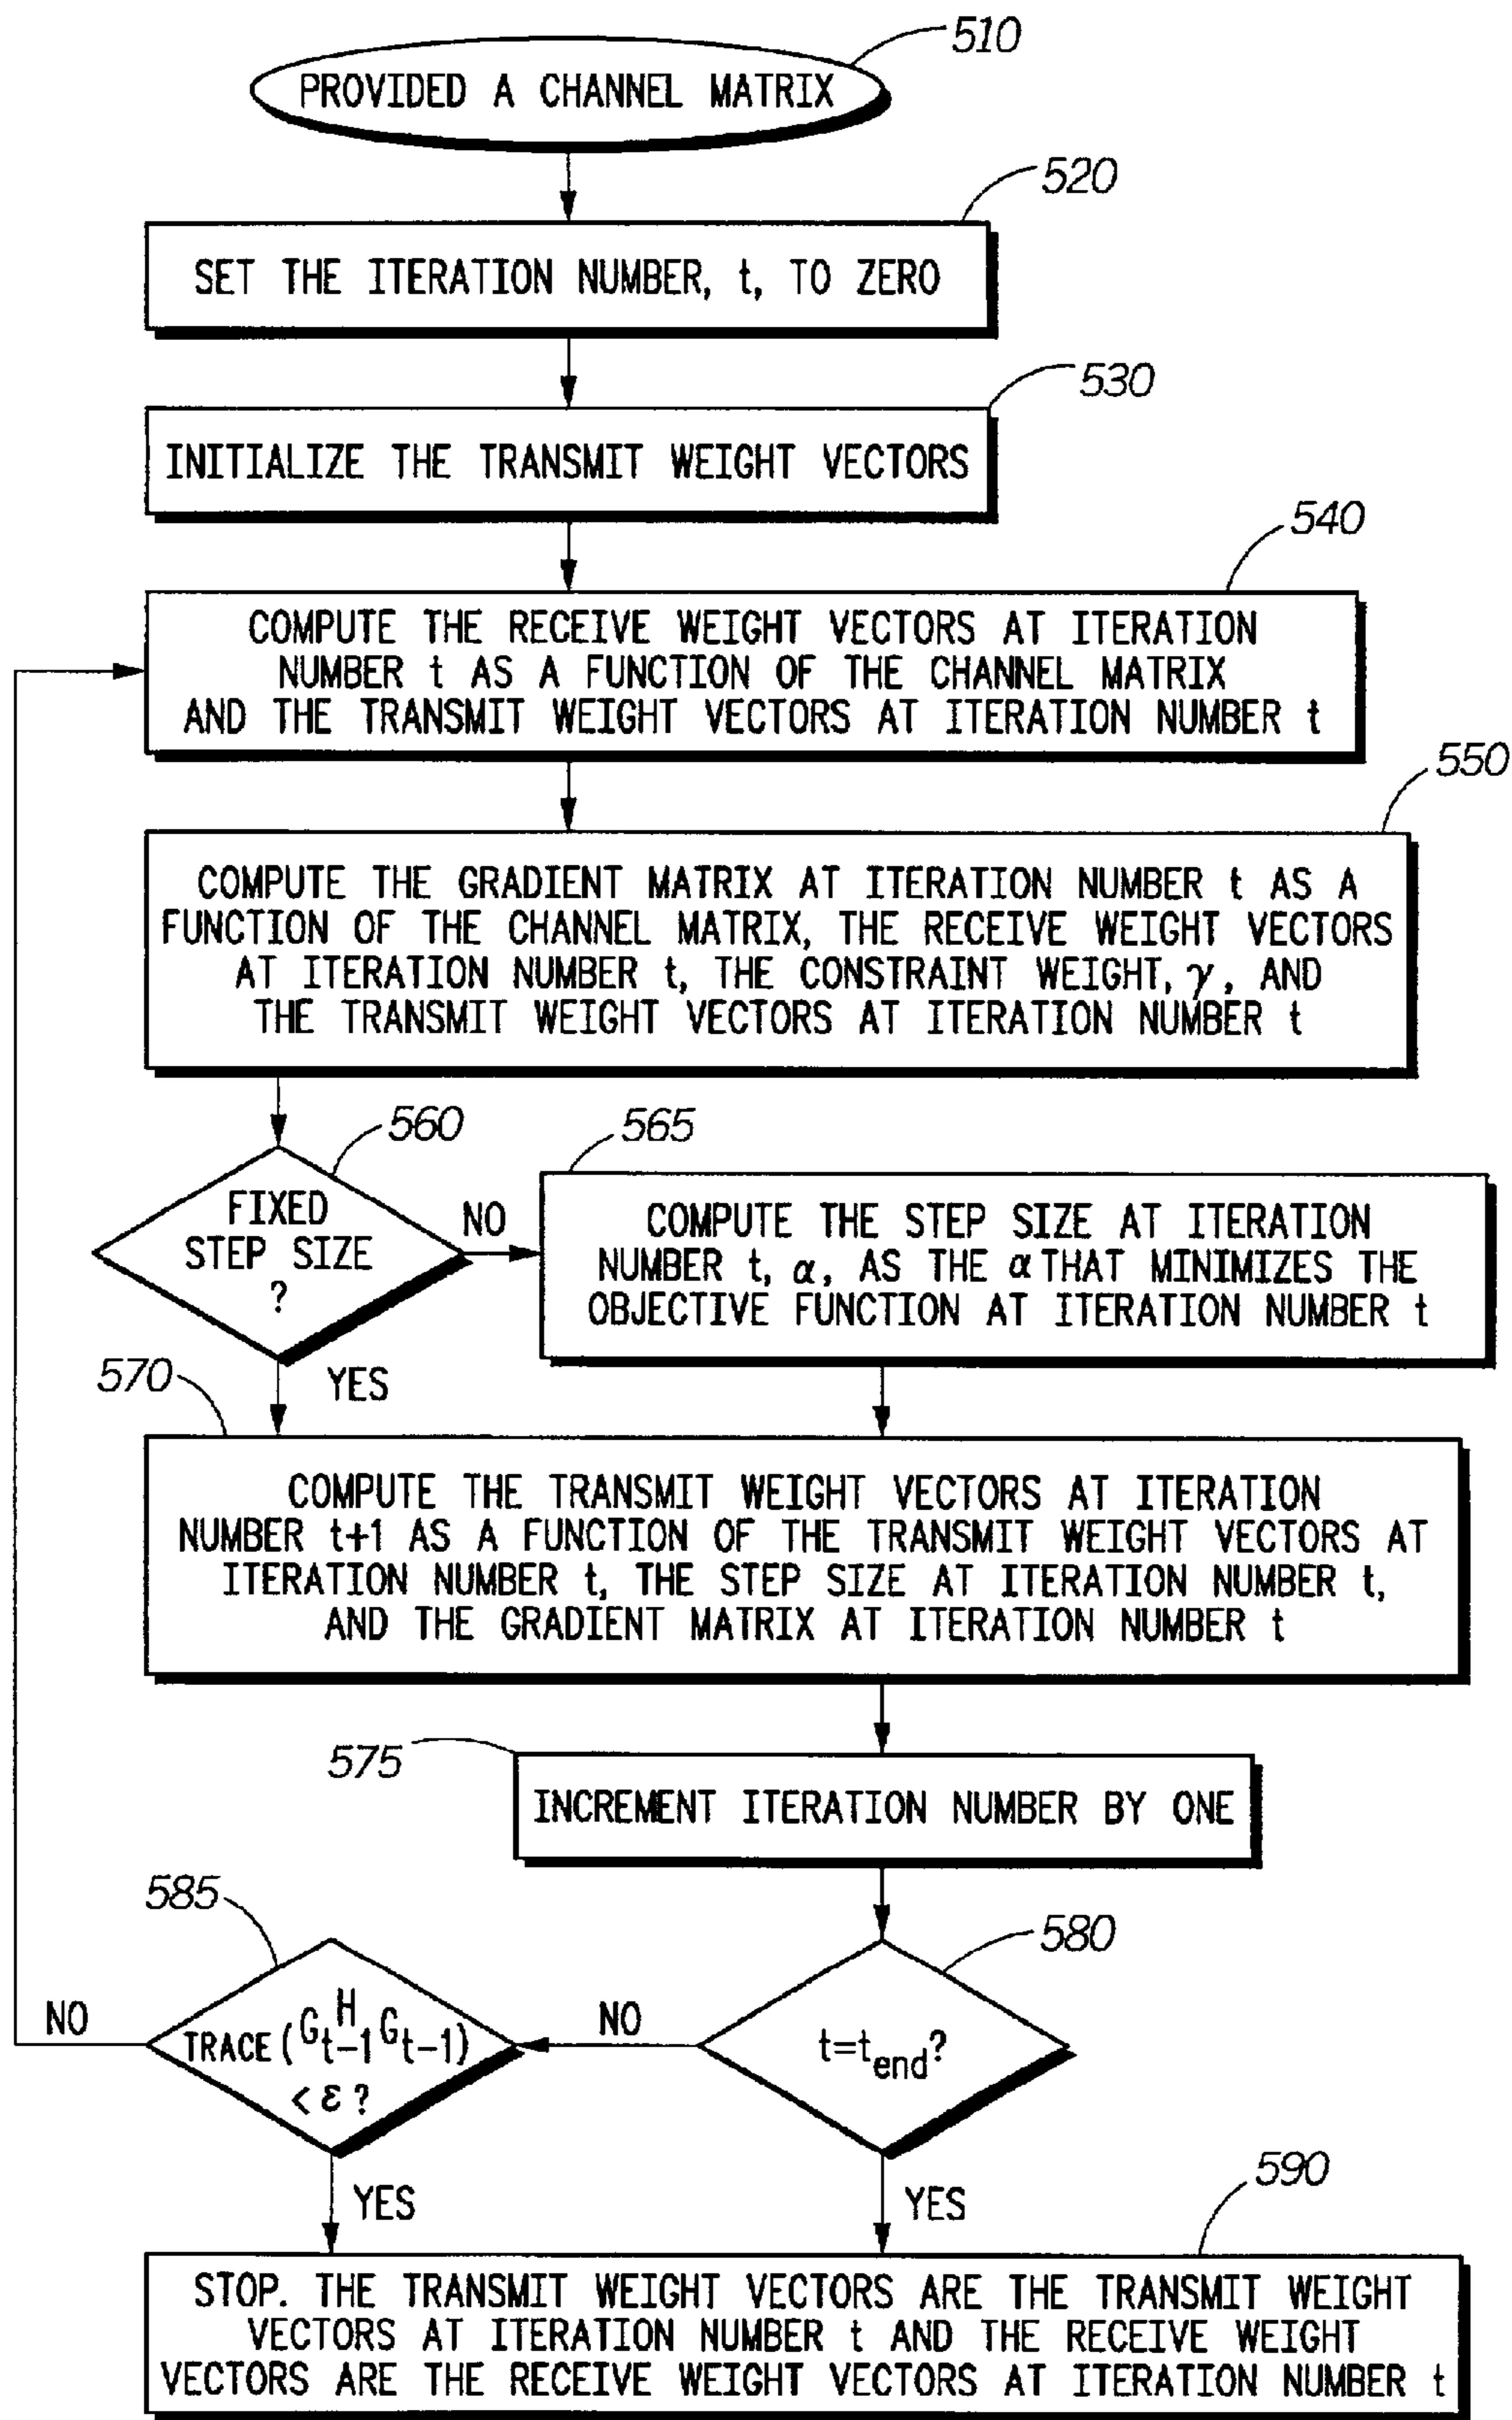 510
PROVIDED A CHANNEL MATRIX
520
SET THE ITERATION NUMBER, t, TO ZERO
530
INITIALIZE THE TRANSMIT WEIGHT VECTORS
540
COMPUTE THE RECEIVE WEIGHT VECTORS AT ITERATION
NUMBER t AS A FUNCTION OF THE CHANNEL MATRIX
AND THE TRANSMIT WEIGHT VECTORS AT ITERATION NUMBER t
550
COMPUTE THE GRADIENT MATRIX AT ITERATION NUMBER t AS A
FUNCTION OF THE CHANNEL MATRIX, THE RECEIVE WEIGHT VECTORS
AT ITERATION NUMBER t, THE CONSTRAINT WEIGHT, γ, AND
THE TRANSMIT WEIGHT VECTORS AT ITERATION NUMBER t
560
FIXED
STEP SIZE
?
NO
YES
565
COMPUTE THE STEP SIZE AT ITERATION
NUMBER t, α, AS THE α THAT MINIMIZES THE
OBJECTIVE FUNCTION AT ITERATION NUMBER t
570
COMPUTE THE TRANSMIT WEIGHT VECTORS AT ITERATION
NUMBER t+1 AS A FUNCTION OF THE TRANSMIT WEIGHT VECTORS AT
ITERATION NUMBER t, THE STEP SIZE AT ITERATION NUMBER t,
AND THE GRADIENT MATRIX AT ITERATION NUMBER t
575
INCREMENT ITERATION NUMBER BY ONE
580
t=t_end?
NO
YES
585
TRACE (G_{t-1}^H G_{t-1})
< ε ?
NO
YES
590
STOP. THE TRANSMIT WEIGHT VECTORS ARE THE TRANSMIT WEIGHT
VECTORS AT ITERATION NUMBER t AND THE RECEIVE WEIGHT
VECTORS ARE THE RECEIVE WEIGHT VECTORS AT ITERATION NUMBER t